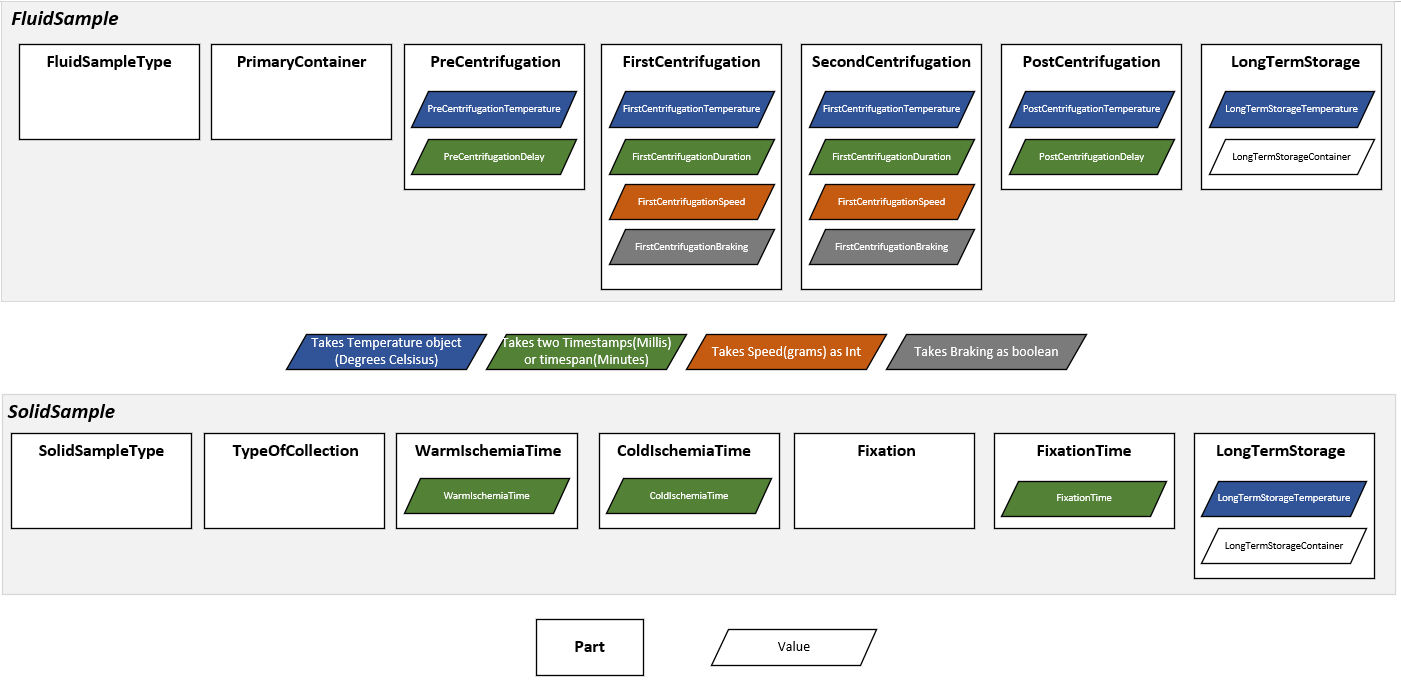 FluidSample
FluidSampleType
PrimaryContainer
PreCentrifugation
PreCentrifugationTemperature
PreCentrifugationDelay
FirstCentrifugation
FirstCentrifugationTemperature
FirstCentrifugationDuration
FirstCentrifugationSpeed
FirstCentrifugationBraking
SecondCentrifugation
FirstCentrifugationTemperature
FirstCentrifugationDuration
FirstCentrifugationSpeed
FirstCentrifugationBraking
PostCentrifugation
PostCentrifugationTemperature
PostCentrifugationDelay
LongTermStorage
LongTermStorageTemperature
LongTermStorageContainer
Takes Temperature object
(Degrees Celsisus)
Takes two Timestamps(Millis)
or timespan(Minutes)
Takes Speed(grams) as Int
Takes Braking as boolean
SolidSample
SolidSampleType
TypeOfCollection
WarmIschemiaTime
WarmIschemiaTime
ColdIschemiaTime
ColdIschemiaTime
Fixation
FixationTime
FixationTime
LongTermStorage
LongTermStorageTemperature
LongTermStorageContainer
Part
Value